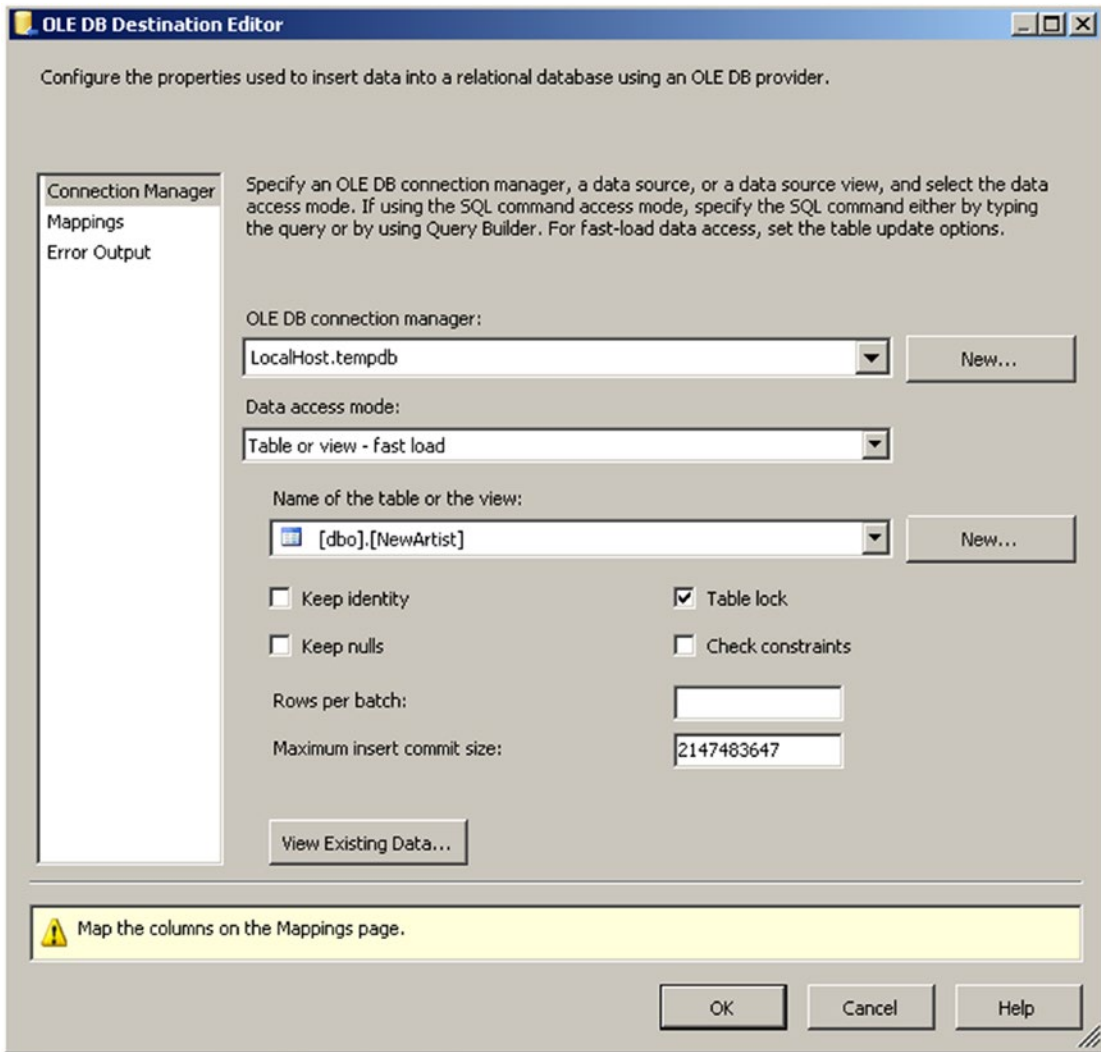 OLE DB Destination Editor
Configure the properties used to insert data into a relational database using an OLE DB provider.
Connection Manager
Mappings
Error Output
Specify an OLE DB connection manager, a data source, or a data source view, and select the data
access mode. If using the SQL command access mode, specify the SQL command either by typing
the query or by using Query Builder. For fast-load data access, set the table update options.
OLE DB connection manager:
LocalHost.tempdb
New...
Data access mode:
Table or view - fast load
Name of the table or the view:
[dbo].[NewArtist]
New...
Keep identity
Table lock
Keep nulls
Check constraints
Rows per batch:
Maximum insert commit size:
2147483647
View Existing Data...
Map the columns on the Mappings page.
OK
Cancel
Help